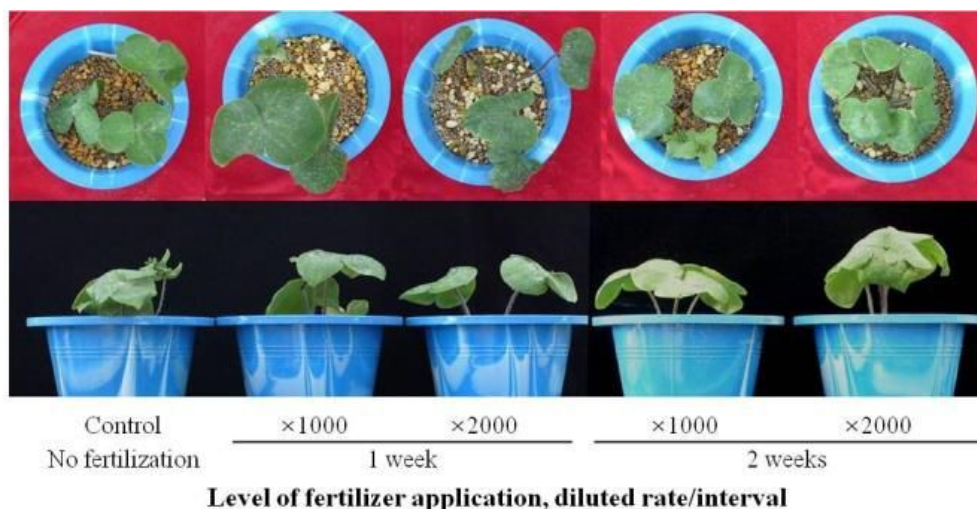 Control ×1000 ×2000 ×1000 ×2000
No fertilization 1 week 2 weeks
Level of fertilizer application, diluted rate/interval